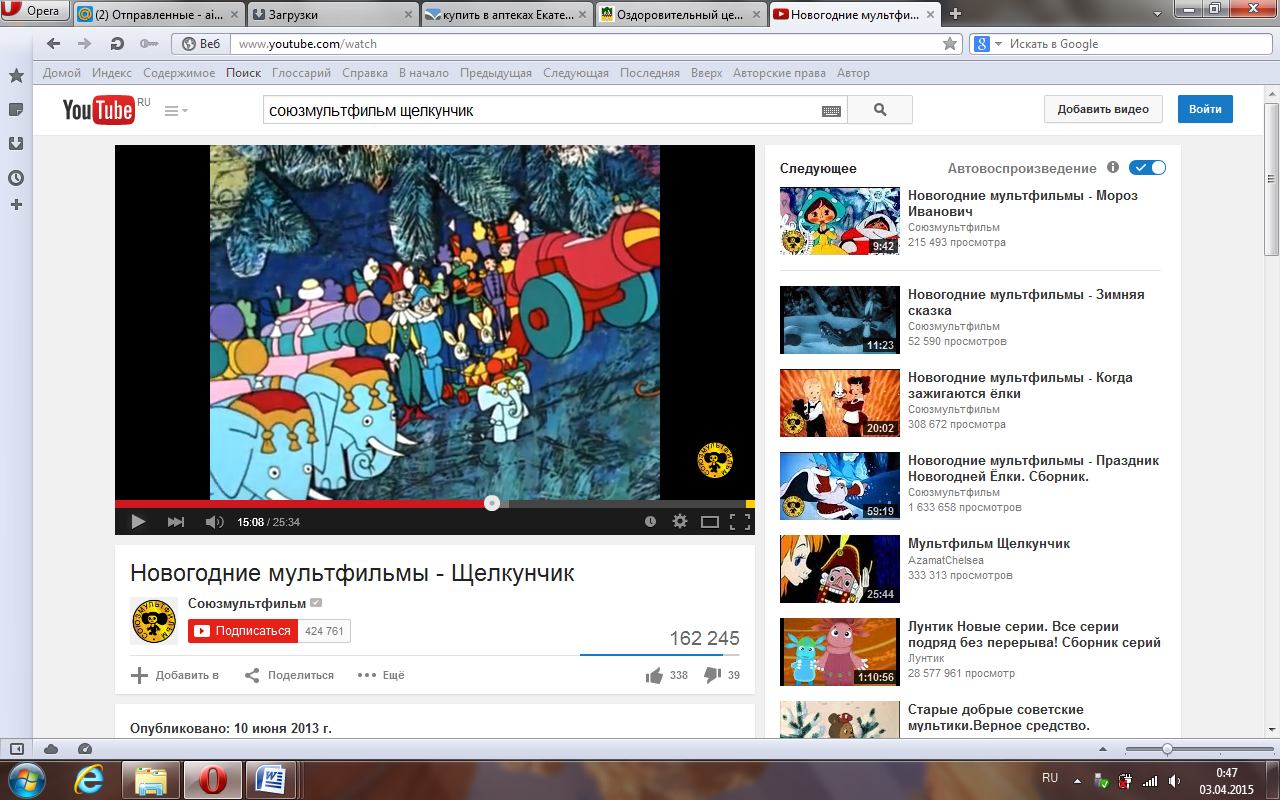 Opera
(2) Отправленные - ai...
Загрузки
купить в аптеках Екате...
Оздоровительный це...
Новогодние мультфи...
Веб
www.youtube.com/watch
Искать в Google
Домой Индекс Содержимое Поиск Глоссарий Справка В начало Предыдущая Следующая Последняя Вверх Авторские права Автор
YouTube RU
союзмультфильм щелкунчик
Добавить видео
Войти
15:08 / 25:34
Новогодние мультфильмы - Щелкунчик
СОЮЗМУЛЬТФИЛЬМ
Союзмультфильм
Подписаться 424 761
162 245
Добавить в Поделиться Ещё
338 39
Опубликовано: 10 июня 2013 г.
Следующее Автовоспроизведение
Новогодние мультфильмы - Мороз
Иванович
Союзмультфильм
215 493 просмотра
9:42
Новогодние мультфильмы - Зимняя
сказка
Союзмультфильм
52 590 просмотров
11:23
Новогодние мультфильмы - Когда
зажигаются ёлки
Союзмультфильм
308 672 просмотра
20:02
Новогодние мультфильмы - Праздник
Новогодней Ёлки. Сборник.
Союзмультфильм
1 633 658 просмотров
59:19
Мультфильм Щелкунчик
AzamatChelsea
333 313 просмотров
25:44
Лунтик Новые серии. Все серии
подряд без перерыва! Сборник серий
Лунтик
28 577 961 просмотр
1:10:56
Старые добрые советские
мультики.Верное средство.
RU
0:47
03.04.2015